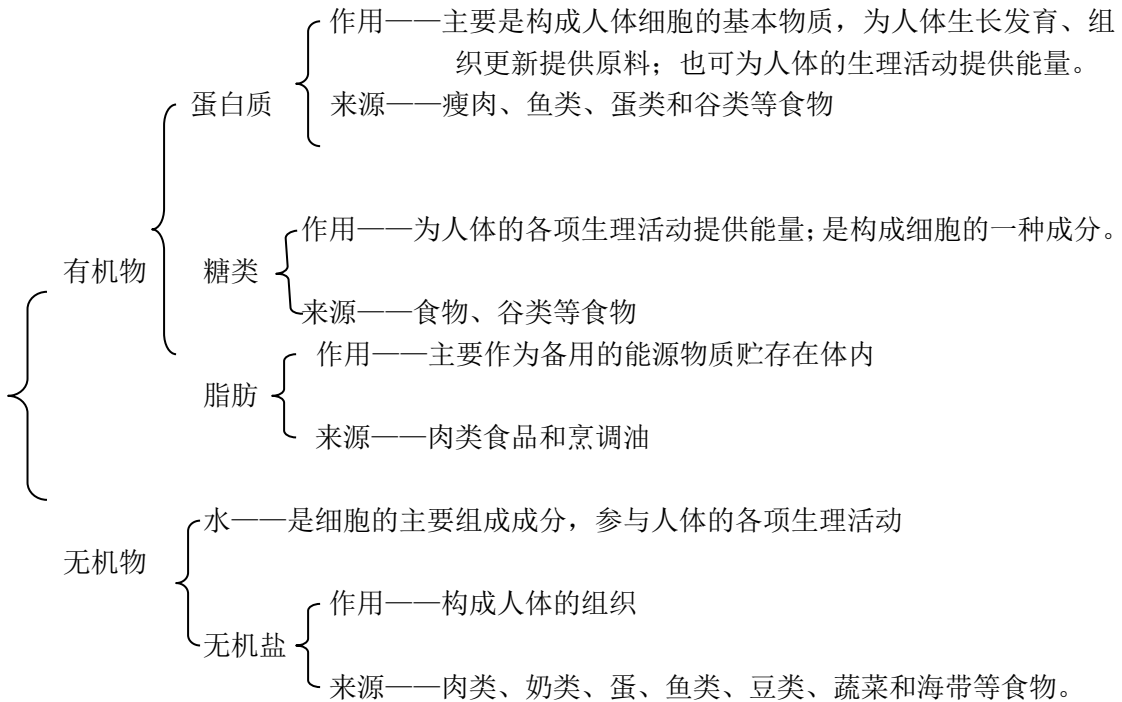 作用——主要是构成人体细胞的基本物质，为人体生长发育、组
织更新提供原料；也可为人体的生理活动提供能量。
蛋白质
来源——瘦肉、鱼类、蛋类和谷类等食物
作用——为人体的各项生理活动提供能量；是构成细胞的一种成分。
有机物
糖类
来源——食物、谷类等食物
作用——主要作为备用的能源物质贮存在体内
脂肪
来源——肉类食品和烹调油
水——是细胞的主要组成成分，参与人体的各项生理活动
无机物
作用——构成人体的组织
无机盐
来源——肉类、奶类、蛋、鱼类、豆类、蔬菜和海带等食物。